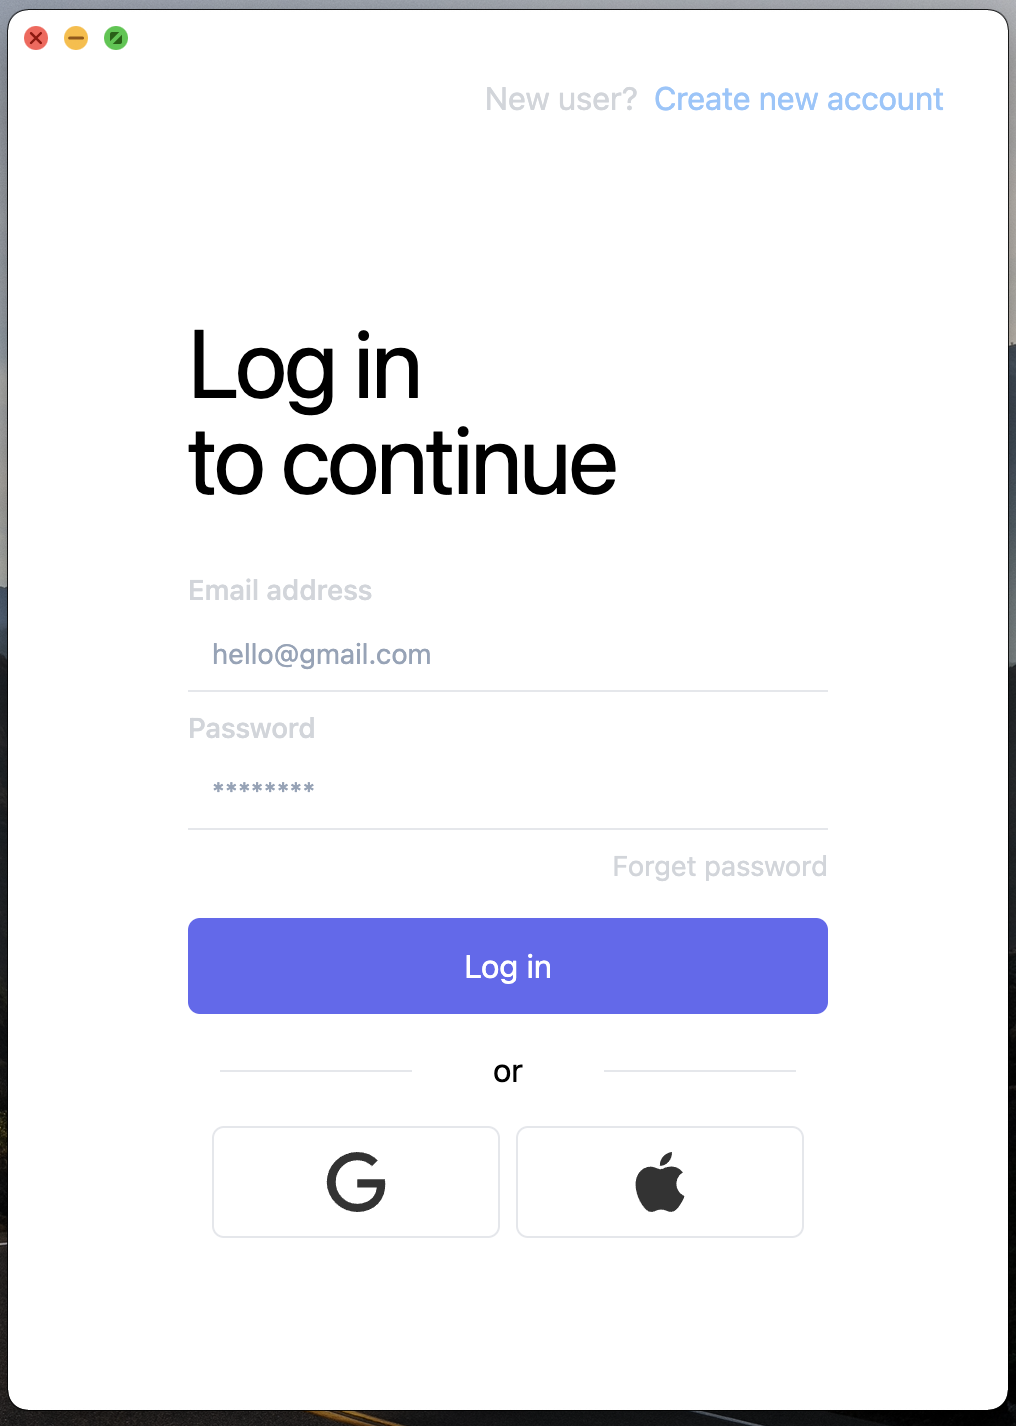 New user? Create new account
Log in
to continue
Email address
hello@gmail.com
Password
********
Forget password
Log in
or